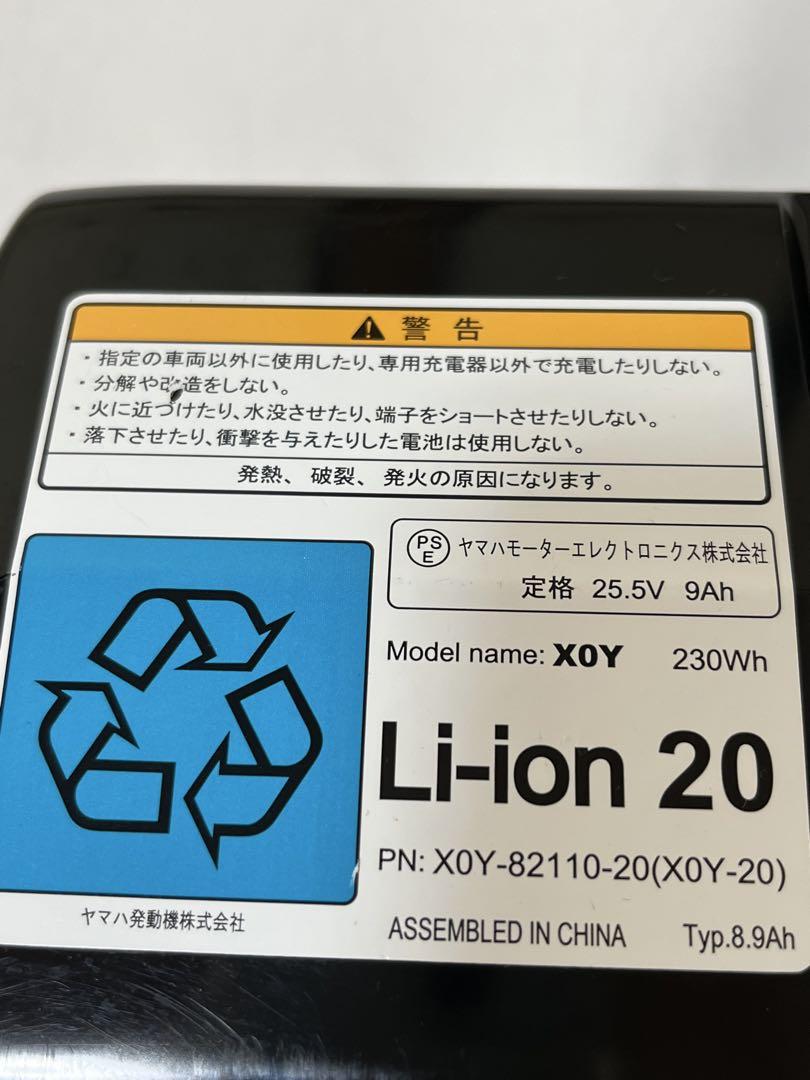 ⚠ 警告
・指定の車両以外に使用したり、専用充電器以外で充電したりしない。
・分解や改造をしない。
・火に近づけたり、水没させたり、端子をショートさせたりしない。
・落下させたり、衝撃を与えたりした電池は使用しない。
発熱、破裂、発火の原因になります。
PSE ヤマハモーターエレクトロニクス株式会社
定格 25.5V 9Ah
Model name: X0Y 230Wh
Li-ion 20
PN: X0Y-82110-20(X0Y-20)
ヤマハ発動機株式会社
ASSEMBLED IN CHINA Typ.8.9Ah